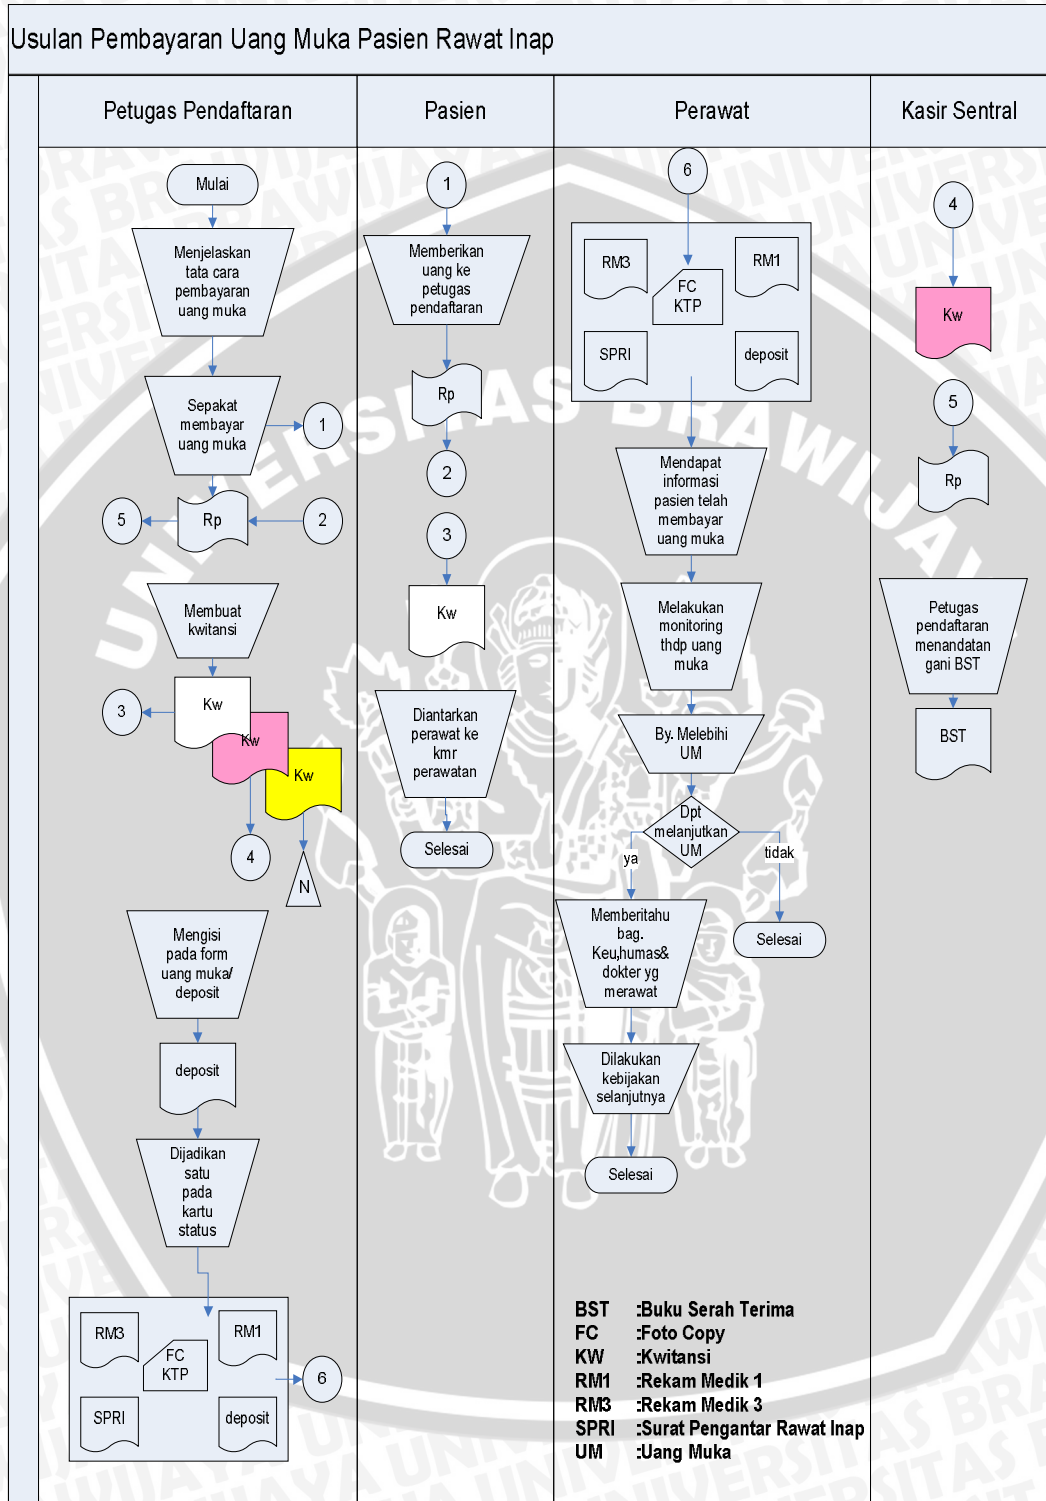 Usulan Pembayaran Uang Muka Pasien Rawat Inap
Petugas Pendaftaran
Pasien
Perawat
Kasir Sentral
Mulai
Menjelaskan
tata cara
pembayaran
uang muka
Sepakat
membayar
uang muka
1
5
Rp
2
Membuat
kwitansi
3
Kw
Kw
Kw
4
N
Mengisi
pada form
uang muka/
deposit
deposit
Dijadikan
satu
pada
kartu
status
RM3
RM1
FC
KTP
SPRI
deposit
6
1
Memberikan
uang ke
petugas
pendaftaran
Rp
2
3
Kw
Diantarkan
perawat ke
kmr
perawatan
Selesai
6
RM3
RM1
FC
KTP
SPRI
deposit
Mendapat
informasi
pasien telah
membayar
uang muka
Melakukan
monitoring
thdp uang
muka
By. Melebihi
UM
Dpt
melanjutkan
UM
ya
tidak
Memberitahu
bag.
Keu,humas&
dokter yg
merawat
Selesai
Dilakukan
kebijakan
selanjutnya
Selesai
4
Kw
5
Rp
Petugas
pendaftaran
menandatan
gani BST
BST
BST :Buku Serah Terima
FC :Foto Copy
KW :Kwitansi
RM1 :Rekam Medik 1
RM3 :Rekam Medik 3
SPRI :Surat Pengantar Rawat Inap
UM :Uang Muka
UNIVERSITAS BRAWIJAYA